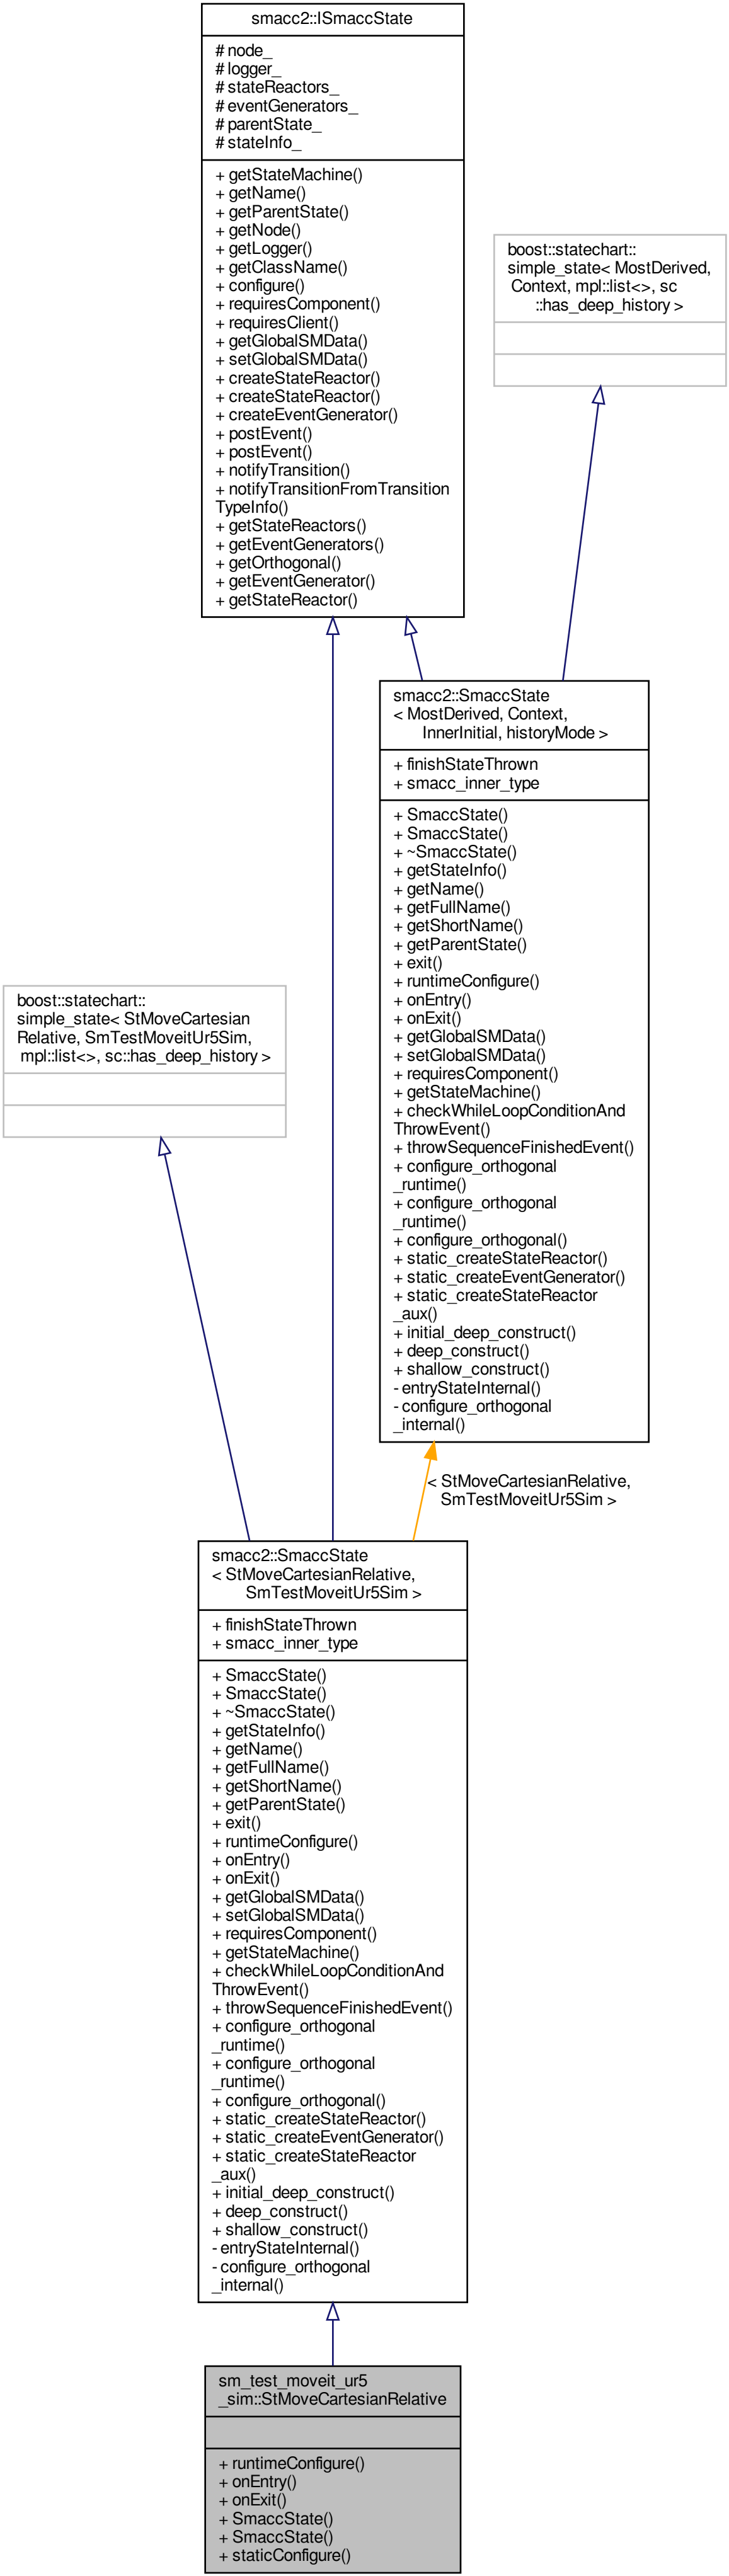 smacc2::ISmaccState
# node_
# logger_
# stateReactors_
# eventGenerators_
# parentState_
# stateInfo_
+ getStateMachine()
+ getName()
+ getParentState()
+ getNode()
+ getLogger()
+ getClassName()
+ configure()
+ requiresComponent()
+ requiresClient()
+ getGlobalSMData()
+ setGlobalSMData()
+ createStateReactor()
+ createStateReactor()
+ createEventGenerator()
+ postEvent()
+ postEvent()
+ notifyTransition()
+ notifyTransitionFromTransition
TypeInfo()
+ getStateReactors()
+ getEventGenerators()
+ getOrthogonal()
+ getEventGenerator()
+ getStateReactor()
boost::statechart::
simple_state< MostDerived,
Context, mpl::list<>, sc
::has_deep_history >
smacc2::SmaccState
< MostDerived, Context,
InnerInitial, historyMode >
+ finishStateThrown
+ smacc_inner_type
+ SmaccState()
+ SmaccState()
+ ~SmaccState()
+ getStateInfo()
+ getName()
+ getFullName()
+ getShortName()
+ getParentState()
+ exit()
+ runtimeConfigure()
+ onEntry()
+ onExit()
+ getGlobalSMData()
+ setGlobalSMData()
+ requiresComponent()
+ getStateMachine()
+ checkWhileLoopConditionAnd
ThrowEvent()
+ throwSequenceFinishedEvent()
+ configure_orthogonal
_runtime()
+ configure_orthogonal
_runtime()
+ configure_orthogonal()
+ static_createStateReactor()
+ static_createEventGenerator()
+ static_createStateReactor
_aux()
+ initial_deep_construct()
+ deep_construct()
+ shallow_construct()
- entryStateInternal()
- configure_orthogonal
_internal()
boost::statechart::
simple_state< StMoveCartesian
Relative, SmTestMoveitUr5Sim,
mpl::list<>, sc::has_deep_history >
< StMoveCartesianRelative,
SmTestMoveitUr5Sim >
smacc2::SmaccState
< StMoveCartesianRelative,
SmTestMoveitUr5Sim >
+ finishStateThrown
+ smacc_inner_type
+ SmaccState()
+ SmaccState()
+ ~SmaccState()
+ getStateInfo()
+ getName()
+ getFullName()
+ getShortName()
+ getParentState()
+ exit()
+ runtimeConfigure()
+ onEntry()
+ onExit()
+ getGlobalSMData()
+ setGlobalSMData()
+ requiresComponent()
+ getStateMachine()
+ checkWhileLoopConditionAnd
ThrowEvent()
+ throwSequenceFinishedEvent()
+ configure_orthogonal
_runtime()
+ configure_orthogonal
_runtime()
+ configure_orthogonal()
+ static_createStateReactor()
+ static_createEventGenerator()
+ static_createStateReactor
_aux()
+ initial_deep_construct()
+ deep_construct()
+ shallow_construct()
- entryStateInternal()
- configure_orthogonal
_internal()
sm_test_moveit_ur5
_sim::StMoveCartesianRelative
+ runtimeConfigure()
+ onEntry()
+ onExit()
+ SmaccState()
+ SmaccState()
+ staticConfigure()